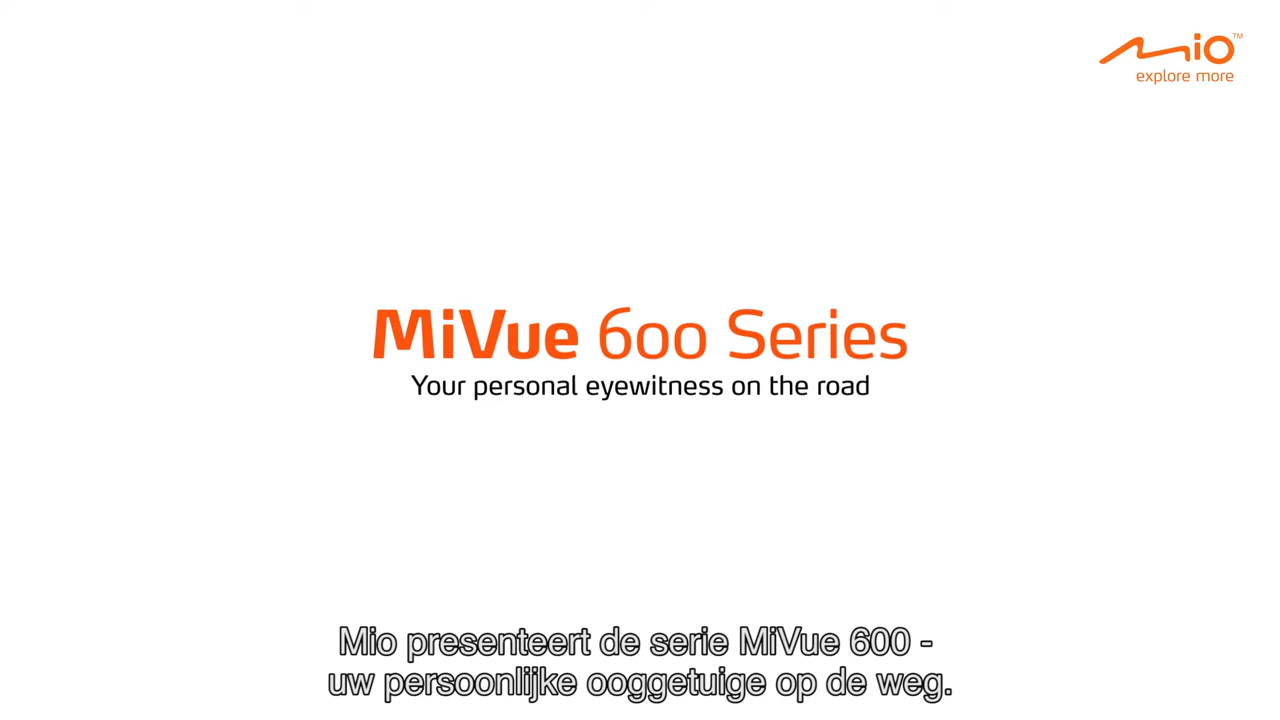 mio™
explore more
MiVue 600 Series
Your personal eyewitness on the road
Mio presenteert de serie MiVue 600 -
uw persoonlijke ooggetuige op de weg.